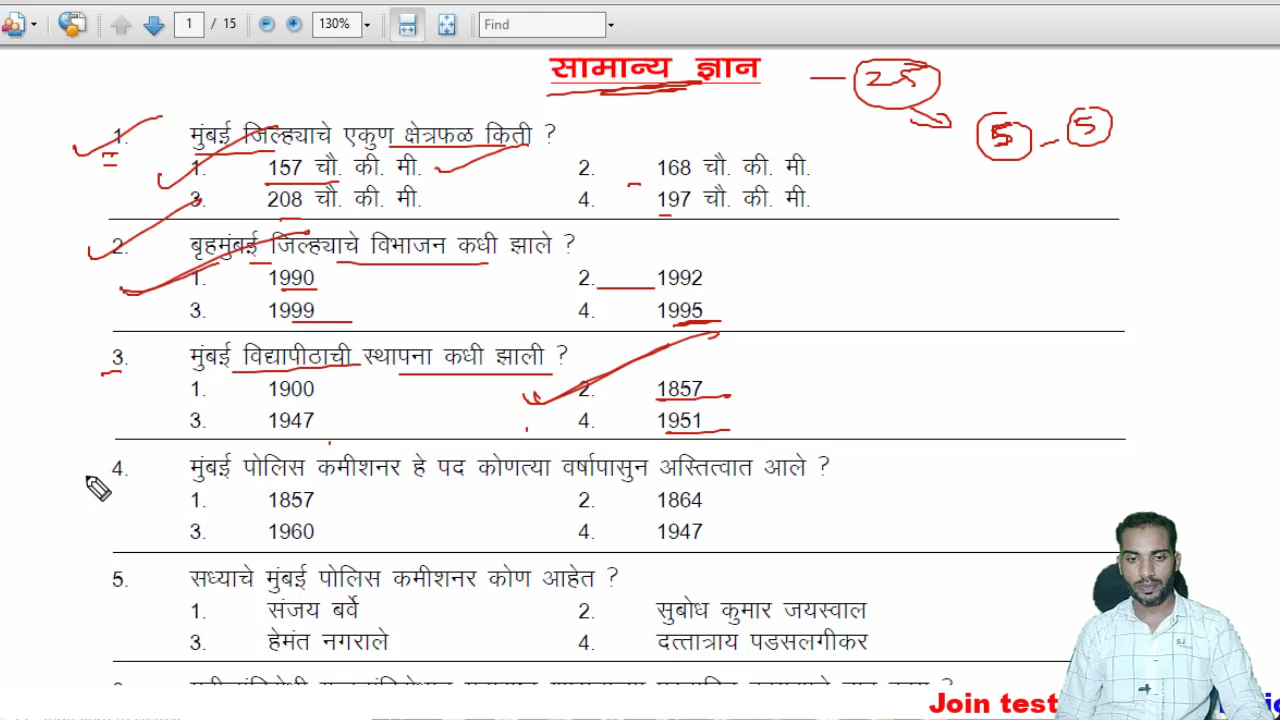 1 / 15 130% Find
सामान्य ज्ञान – 25
5 – 5
1. मुंबई जिल्ह्याचे एकुण क्षेत्रफळ किती ?
1. 157 चौ. की. मी. 2. 168 चौ. की. मी.
3. 208 चौ. की. मी. 4. 197 चौ. की. मी.
2. बृहमुंबई जिल्ह्याचे विभाजन कधी झाले ?
1. 1990 2. 1992
3. 1999 4. 1995
3. मुंबई विद्यापीठाची स्थापना कधी झाली ?
1. 1900 2. 1857
3. 1947 4. 1951
4. मुंबई पोलिस कमीशनर हे पद कोणत्या वर्षापासुन अस्तित्वात आले ?
1. 1857 2. 1864
3. 1960 4. 1947
5. सध्याचे मुंबई पोलिस कमीशनर कोण आहेत ?
1. संजय बर्वे 2. सुबोध कुमार जयस्वाल
3. हेमंत नगराले 4. दत्तात्राय पडसलगीकर
Join test